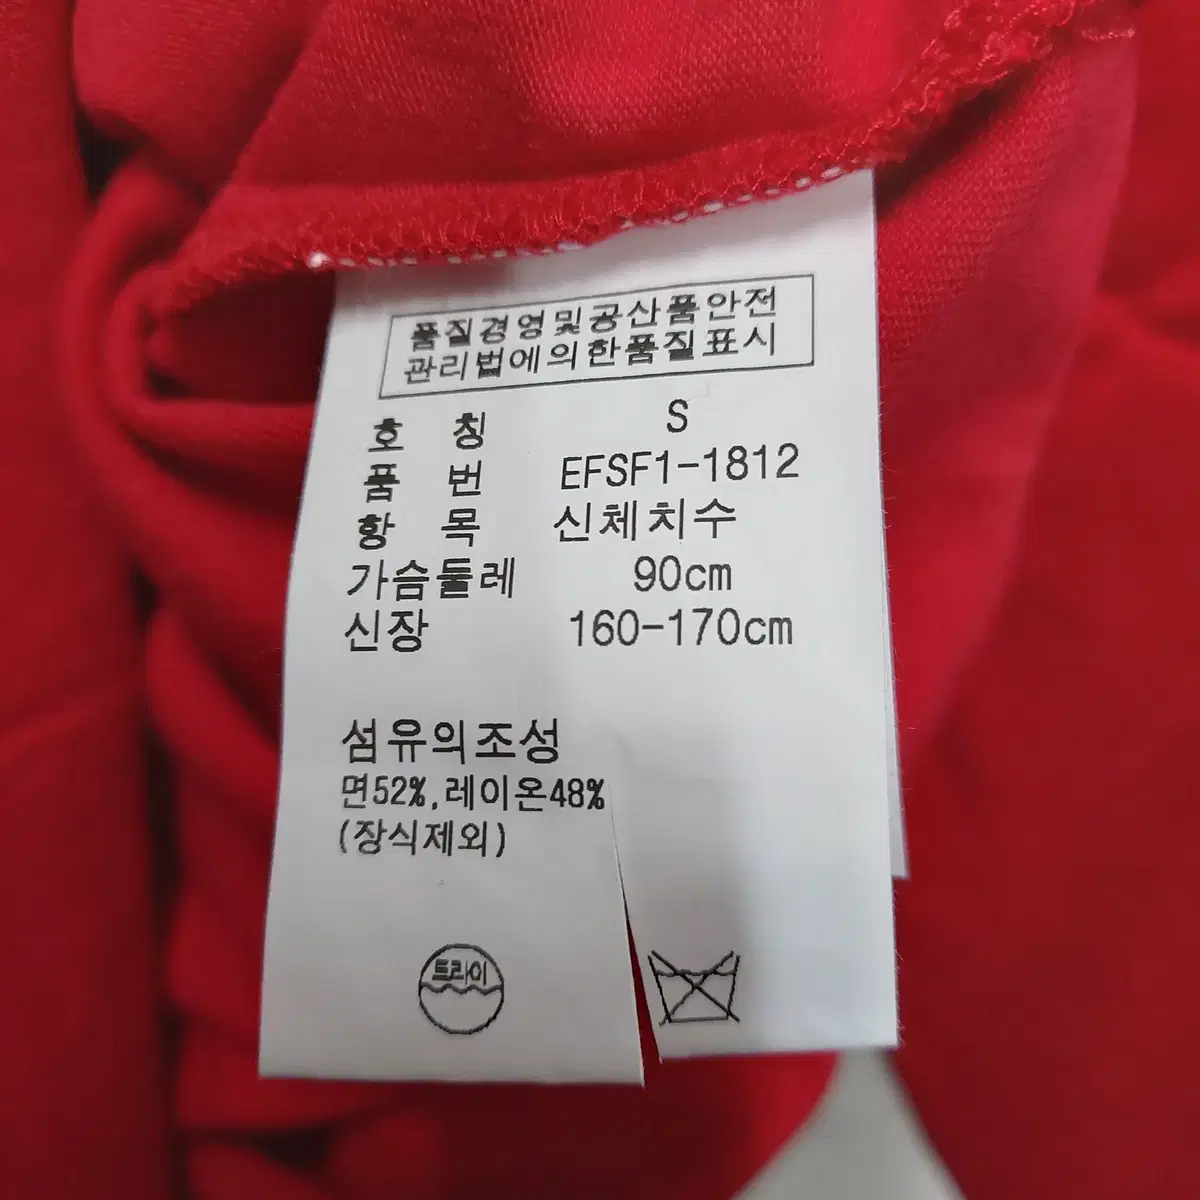 품질경영및공산품안전
관리법에의한품질표시
호 칭 S
품 번 EFSF1-1812
항 목 신체치수
가슴둘레 90cm
신장 160-170cm
섬유의조성
면52%,레이온48%
(장식제외)
드라이